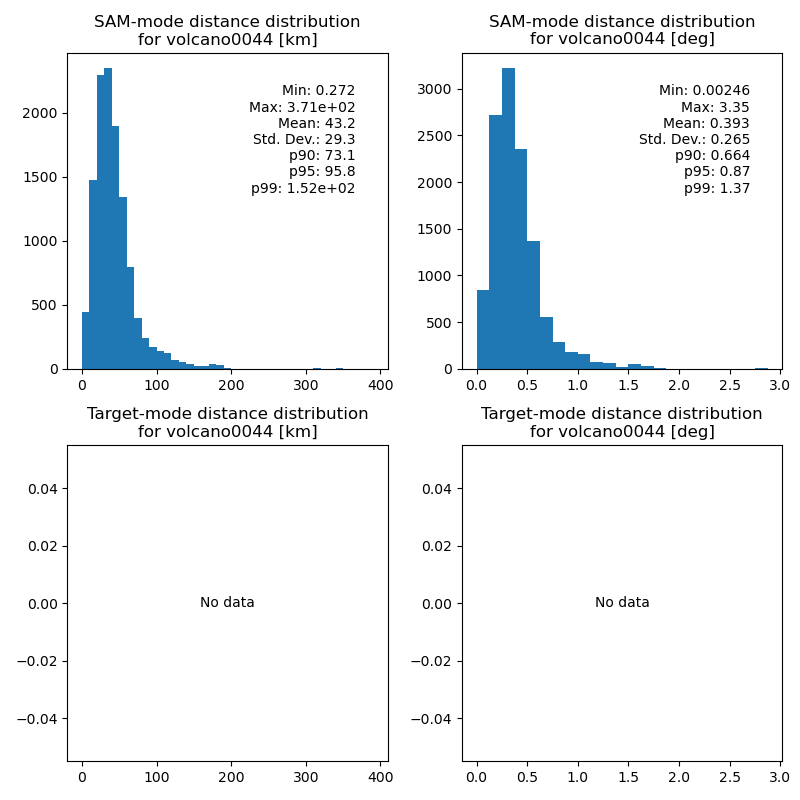 SAM-mode distance distribution
for volcano0044 [km]
Min: 0.272
Max: 3.71e+02
Mean: 43.2
Std. Dev.: 29.3
p90: 73.1
p95: 95.8
p99: 1.52e+02
2000
1500
1000
500
0
0 100 200 300 400
SAM-mode distance distribution
for volcano0044 [deg]
Min: 0.00246
Max: 3.35
Mean: 0.393
Std. Dev.: 0.265
p90: 0.664
p95: 0.87
p99: 1.37
3000
2500
2000
1500
1000
500
0
0.0 0.5 1.0 1.5 2.0 2.5 3.0
Target-mode distance distribution
for volcano0044 [km]
0.04
0.02
0.00
−0.02
−0.04
No data
0 100 200 300 400
Target-mode distance distribution
for volcano0044 [deg]
0.04
0.02
0.00
−0.02
−0.04
No data
0.0 0.5 1.0 1.5 2.0 2.5 3.0